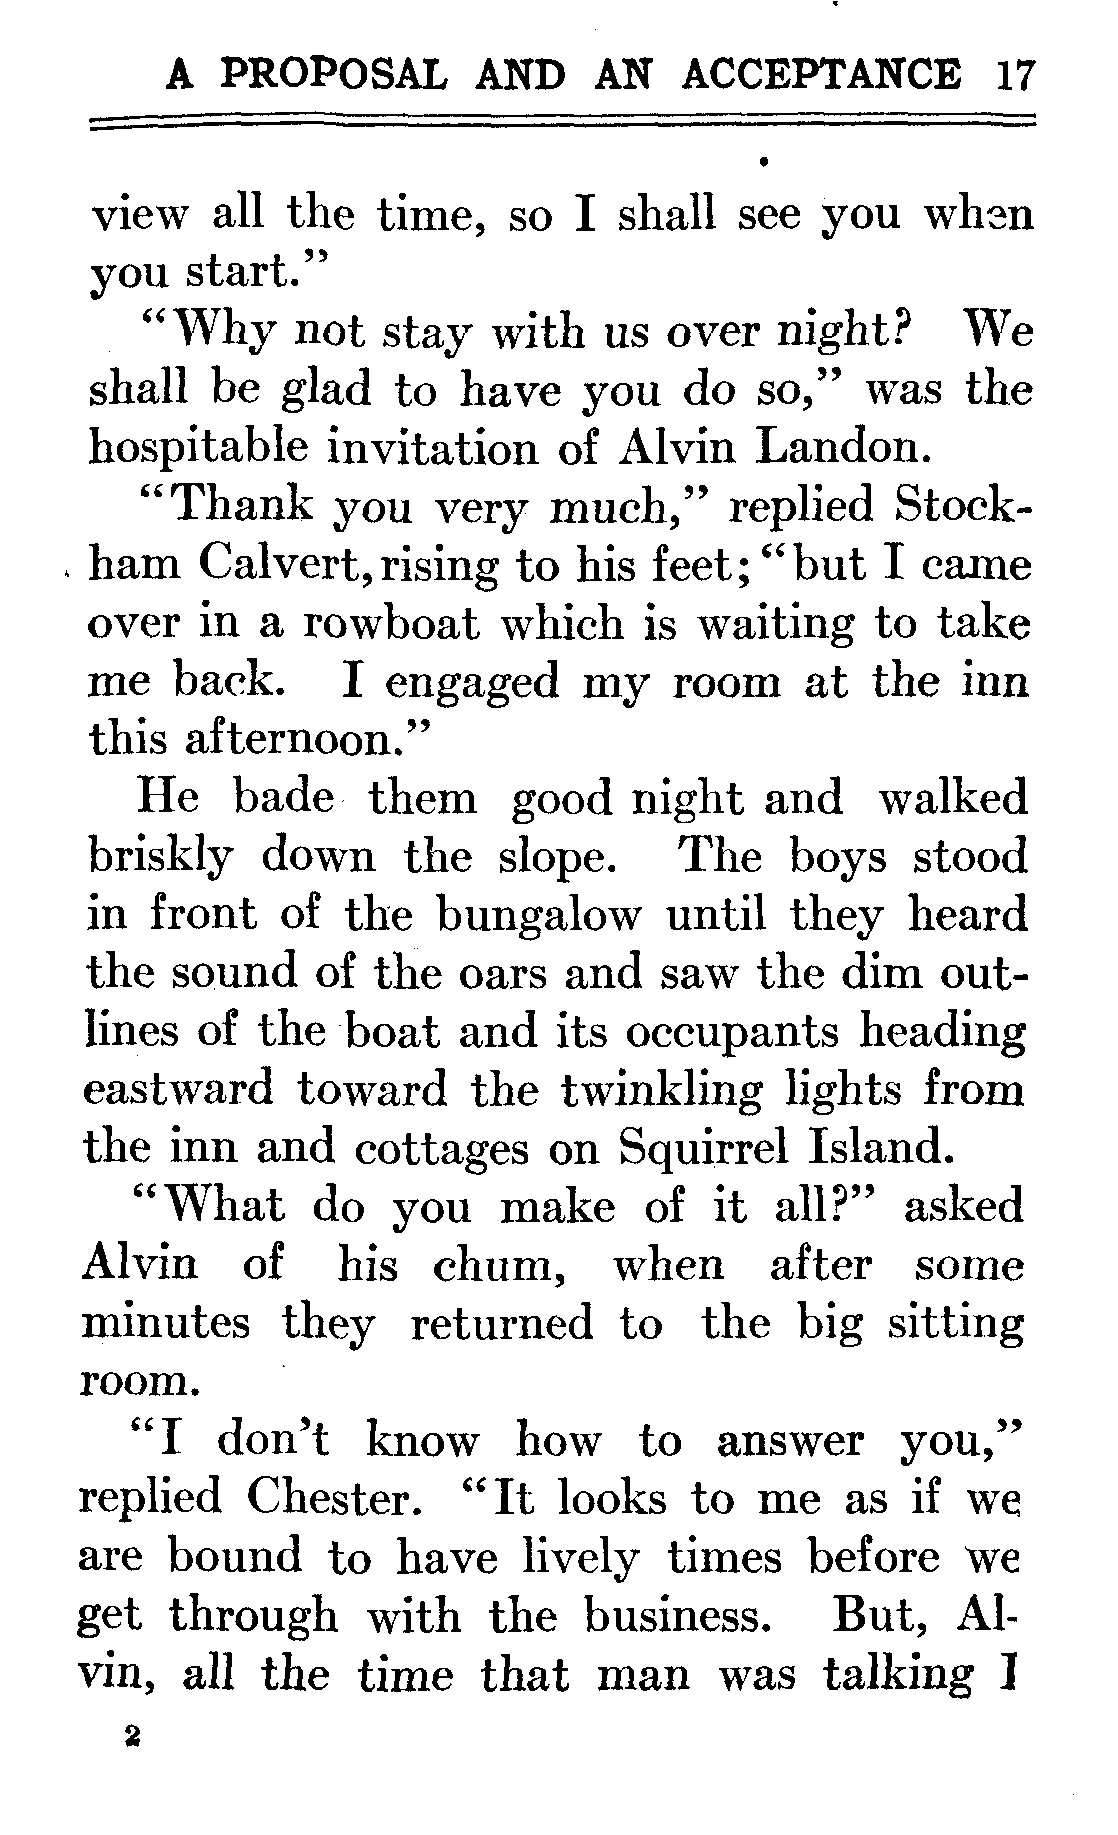 A PROPOSAL AND AN ACCEPTANCE 17
view all the time, so I shall see you when
you start."
"Why not stay with us over night? We
shall be glad to have you do so," was the
hospitable invitation of Alvin Landon.
"Thank you very much," replied Stock-
ham Calvert, rising to his feet; "but I came
over in a rowboat which is waiting to take
me back. I engaged my room at the inn
this afternoon."
He bade them good night and walked
briskly down the slope. The boys stood
in front of the bungalow until they heard
the sound of the oars and saw the dim out-
lines of the boat and its occupants heading
eastward toward the twinkling lights from
the inn and cottages on Squirrel Island.
"What do you make of it all?" asked
Alvin of his chum, when after some
minutes they returned to the big sitting
room.
"I don't know how to answer you,"
replied Chester. "It looks to me as if we
are bound to have lively times before we
get through with the business. But, Al-
vin, all the time that man was talking I
2